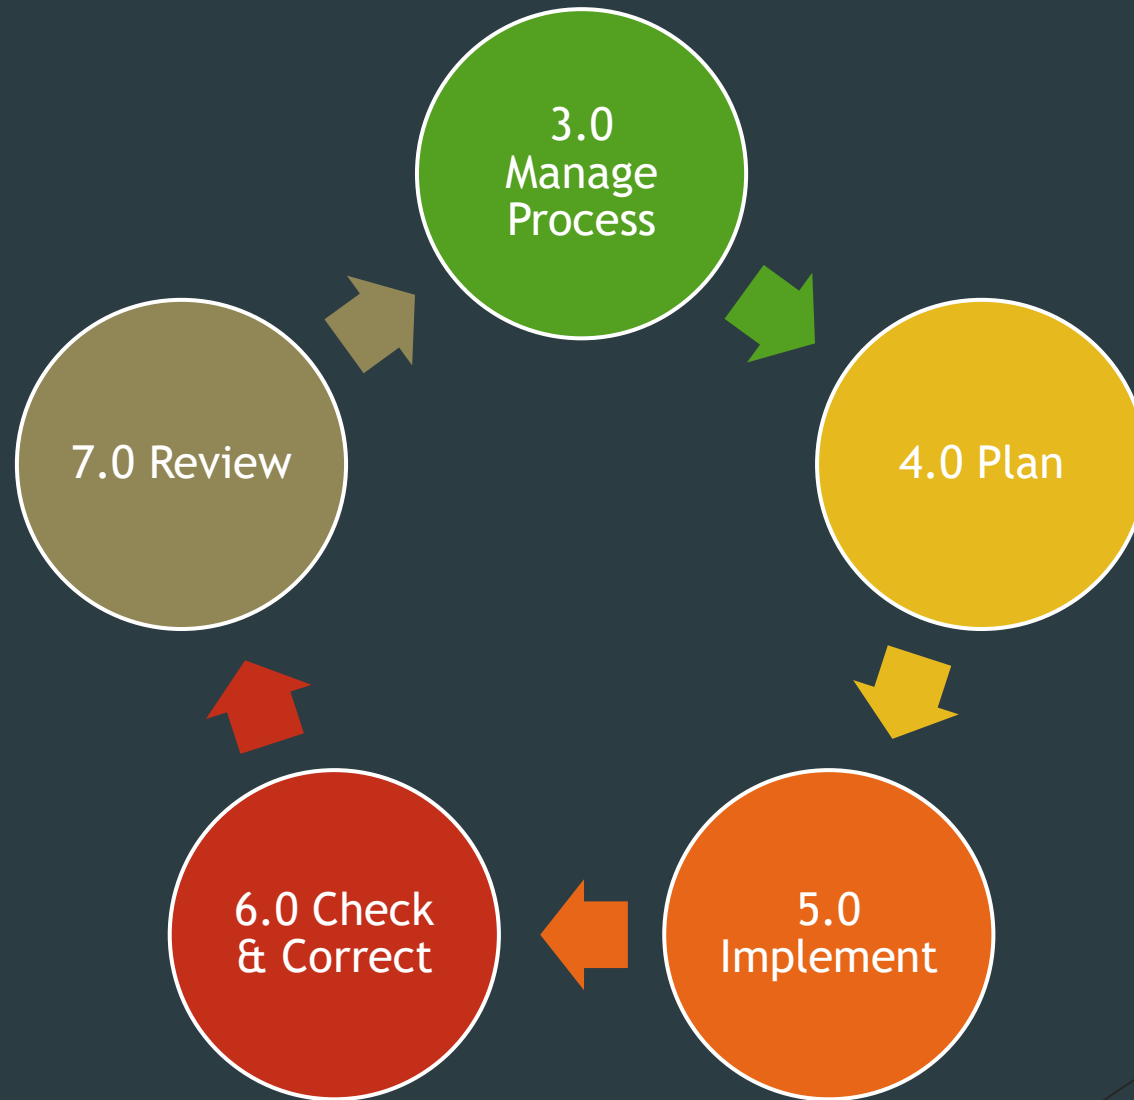 3.0
Manage
Process
4.0 Plan
5.0
Implement
6.0 Check
& Correct
7.0 Review